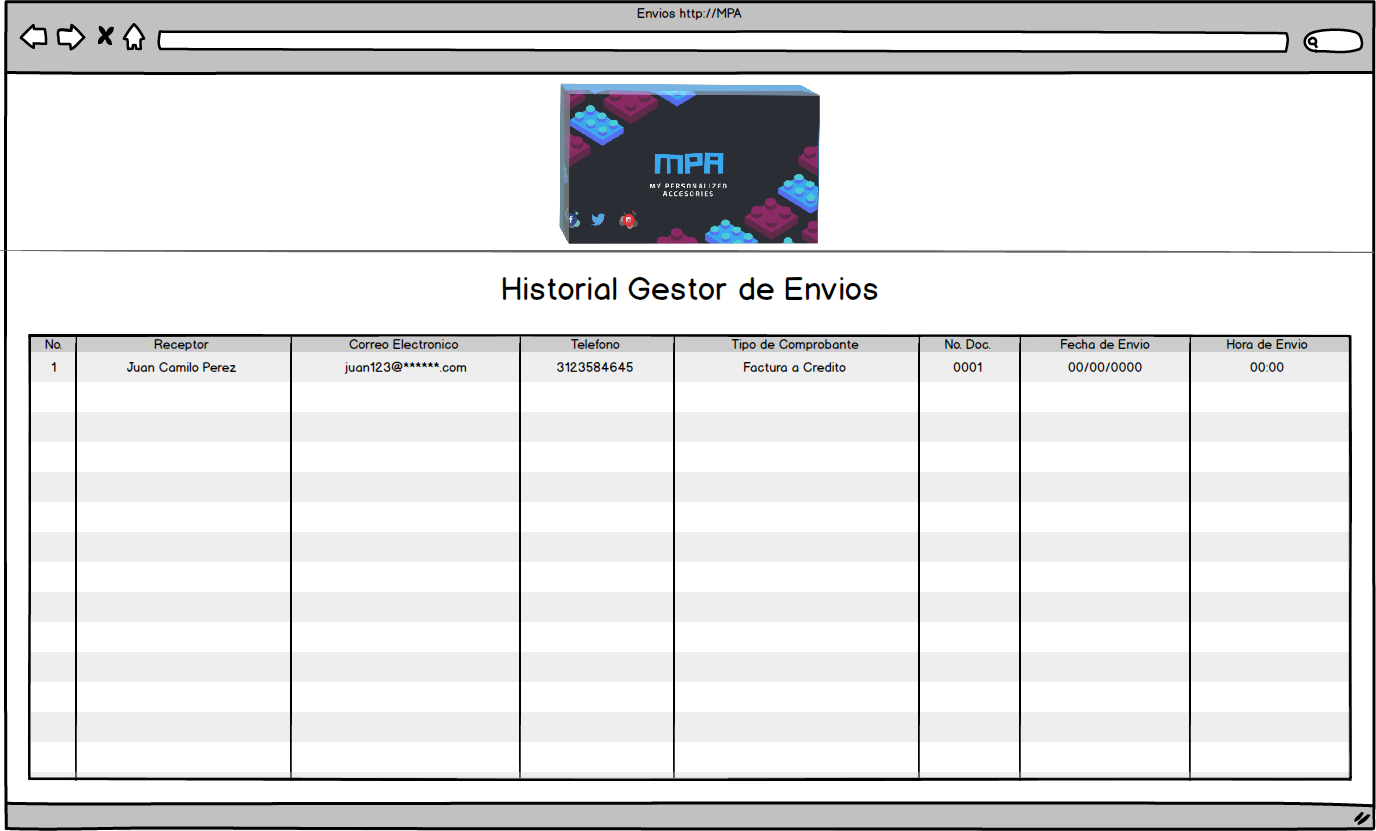 Envios http://MPA
MPA
MY PERSONALIZED
ACCESORIES
Historial Gestor de Envios
No. Receptor Correo Electronico Telefono Tipo de Comprobante No. Doc. Fecha de Envio Hora de Envio
1 Juan Camilo Perez juan123@******.com 3123584645 Factura a Credito 0001 00/00/0000 00:00